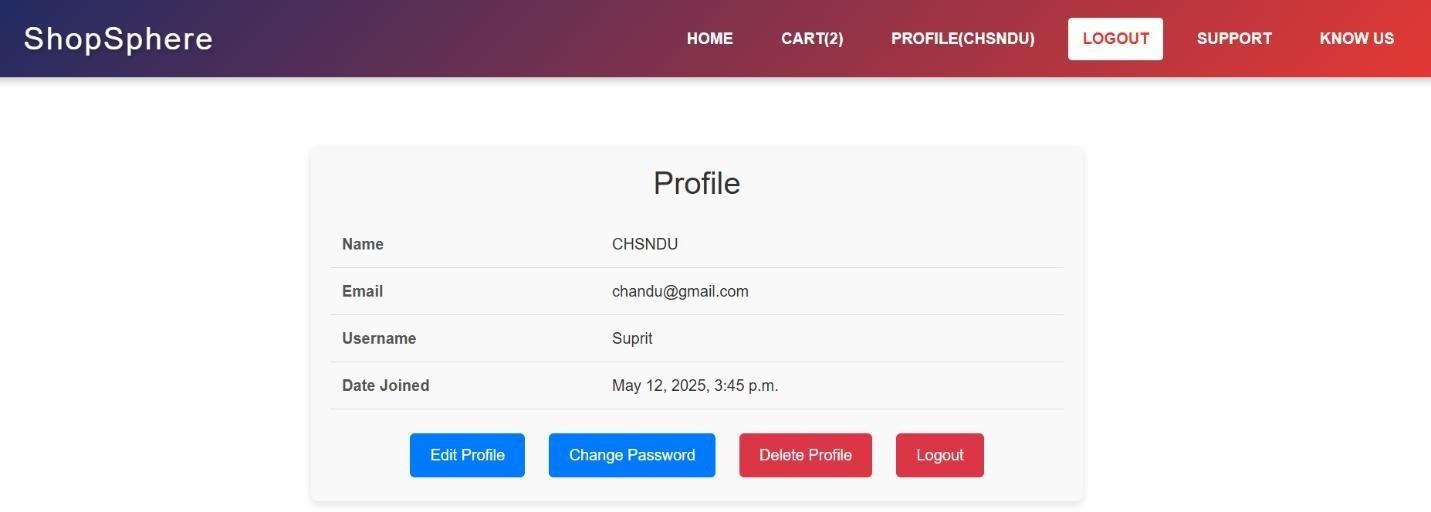 ShopSphere HOME CART(2) PROFILE(CHSNDU) LOGOUT SUPPORT KNOW US
Profile
Name CHSNDU
Email chandu@gmail.com
Username Suprit
Date Joined May 12, 2025, 3:45 p.m.
Edit Profile Change Password Delete Profile Logout